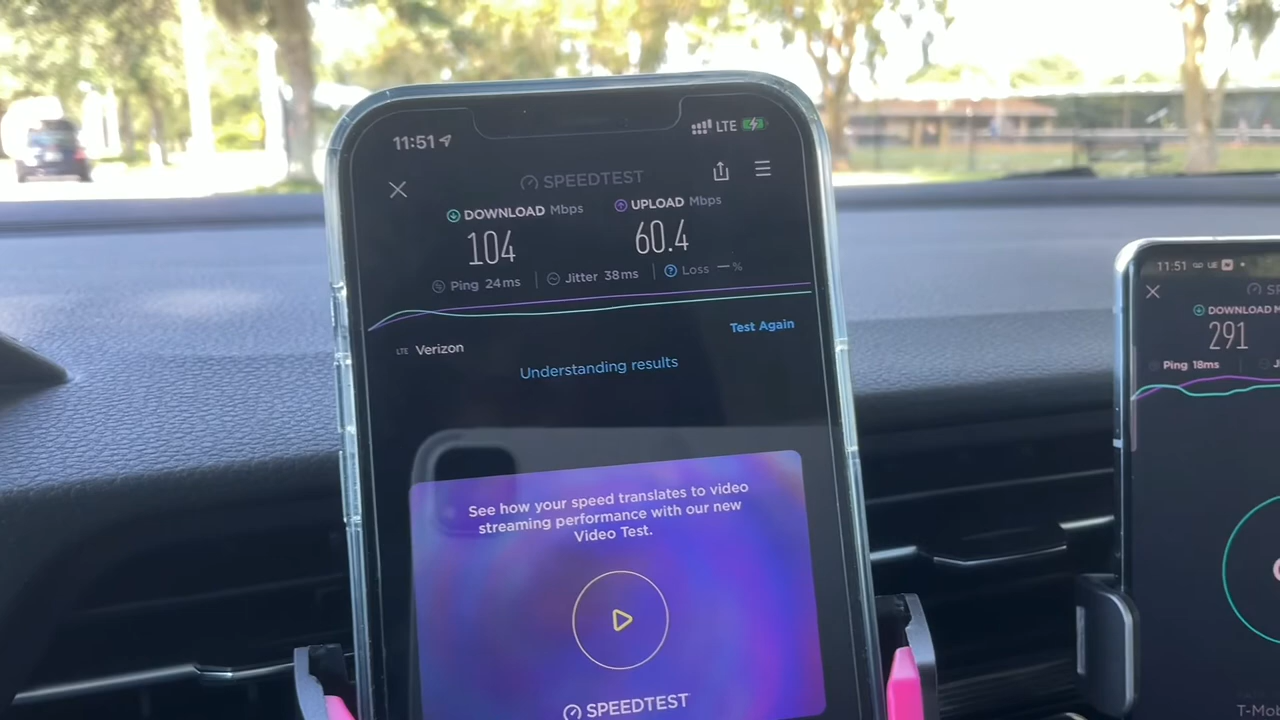 11:51
LTE
SPEEDTEST
DOWNLOAD Mbps
UPLOAD Mbps
104
60.4
Ping 24ms
Jitter 38ms
Loss —%
Test Again
LTE Verizon
Understanding results
See how your speed translates to video
streaming performance with our new
Video Test.
SPEEDTEST
11:51
SP
DOWNLOAD M
291
Ping 18ms
J
T-Mob